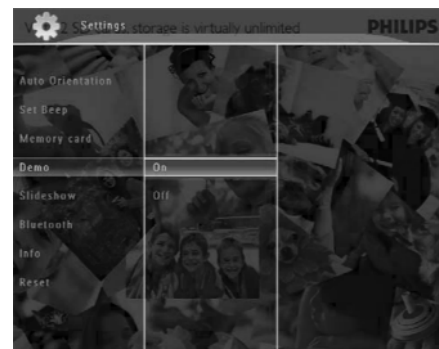 Settings
storage is virtually unlimited
PHILIPS
Auto Orientation
Set Beep
Memory card
Demo
On
Slideshow
Off
Bluetooth
Info
Reset